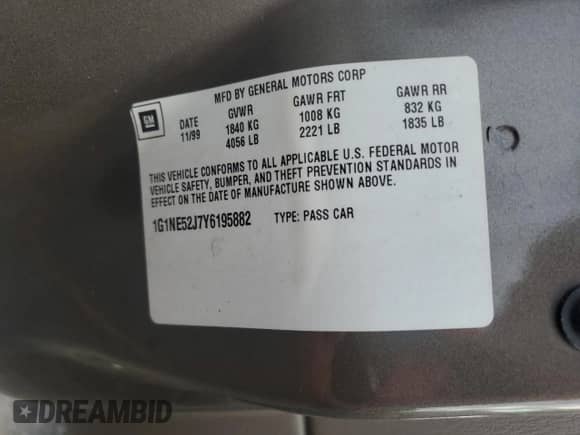 MFD BY GENERAL MOTORS CORP
GM
DATE GVWR GAWR FRT GAWR RR
11/99 1840 KG 1008 KG 832 KG
4056 LB 2221 LB 1835 LB
THIS VEHICLE CONFORMS TO ALL APPLICABLE U.S. FEDERAL MOTOR
VEHICLE SAFETY, BUMPER, AND THEFT PREVENTION STANDARDS IN
EFFECT ON THE DATE OF MANUFACTURE SHOWN ABOVE.
1G1NE52J7Y6195882 TYPE: PASS CAR
DREAMBID